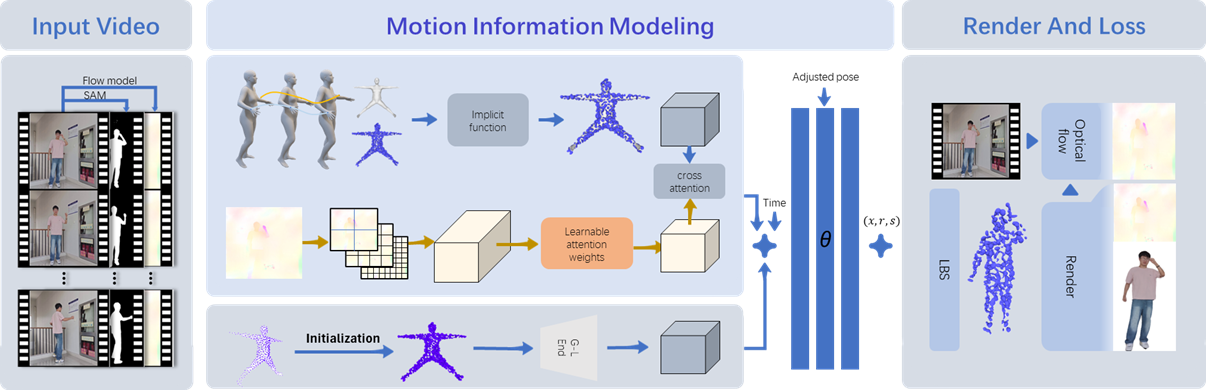 Input Video
Motion Information Modeling
Render And Loss
Flow model
SAM
Implicit
function
cross
attention
Learnable
attention
weights
Initialization
G-L
End
Time
Adjusted pose
θ
(x, r, s)
Optical
flow
LBS
Render